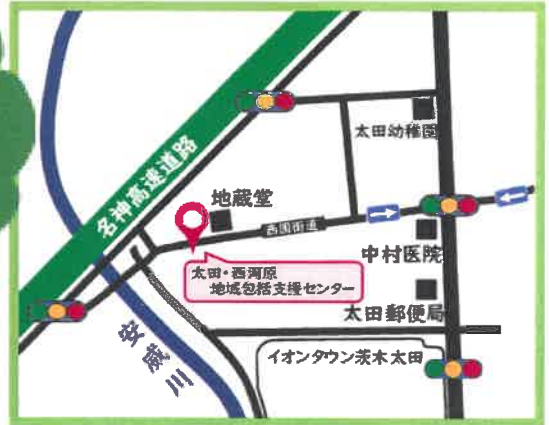 名神高速道路
太田幼稚園
地蔵堂
西国街道
中村医院
太田・西河原
地域包括支援センター
太田郵便局
安威川
イオンタウン茨木太田